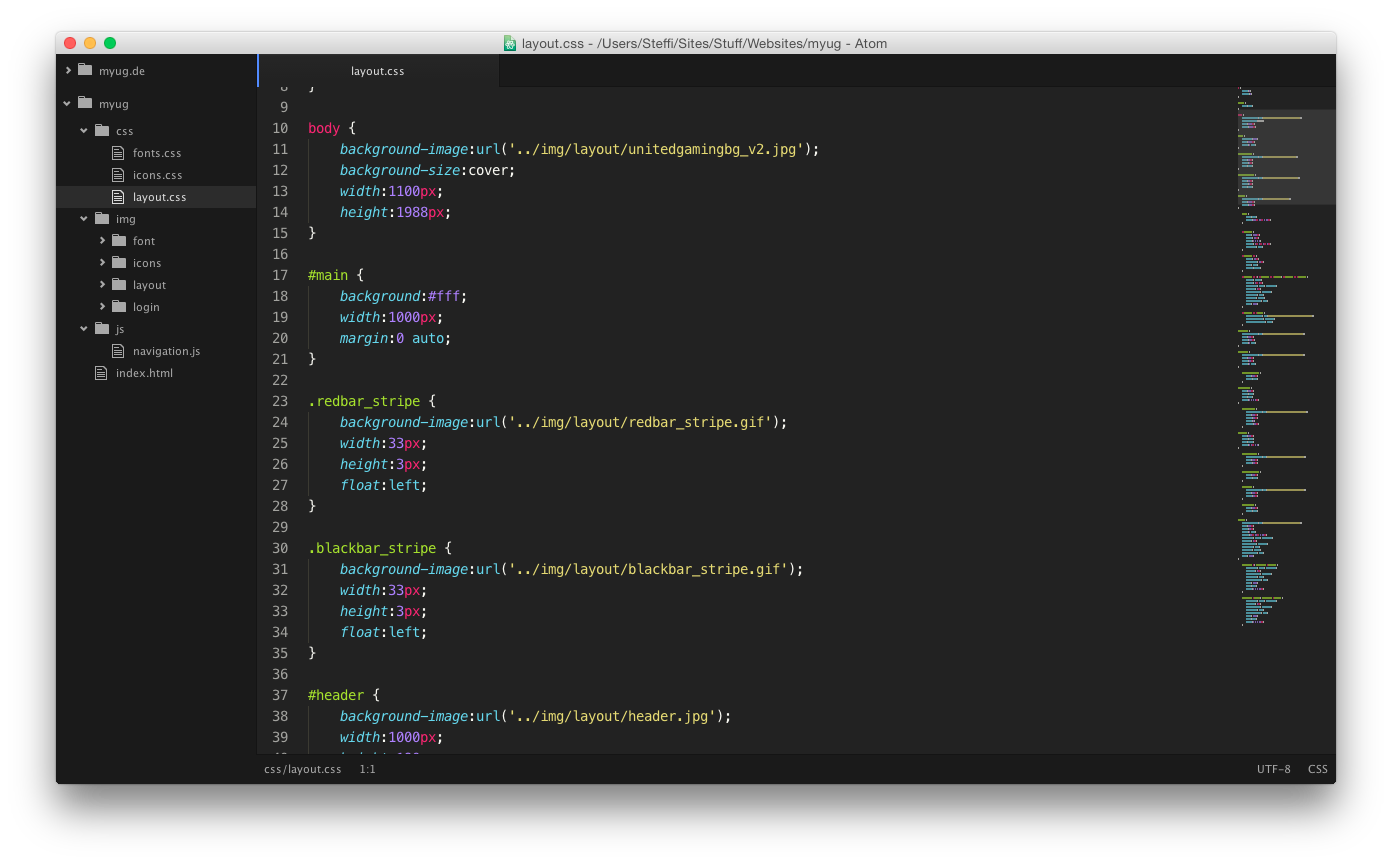 layout.css - /Users/Steffi/Sites/Stuff/Websites/myug - Atom
myug.de
myug
css
fonts.css
icons.css
layout.css
img
font
icons
layout
login
js
navigation.js
index.html
layout.css
8 }
9
10 body {
11 background-image:url('../img/layout/unitedgamingbg_v2.jpg');
12 background-size:cover;
13 width:1100px;
14 height:1988px;
15 }
16
17 #main {
18 background:#fff;
19 width:1000px;
20 margin:0 auto;
21 }
22
23 .redbar_stripe {
24 background-image:url('../img/layout/redbar_stripe.gif');
25 width:33px;
26 height:3px;
27 float:left;
28 }
29
30 .blackbar_stripe {
31 background-image:url('../img/layout/blackbar_stripe.gif');
32 width:33px;
33 height:3px;
34 float:left;
35 }
36
37 #header {
38 background-image:url('../img/layout/header.jpg');
39 width:1000px;
css/layout.css 1:1
UTF-8 CSS